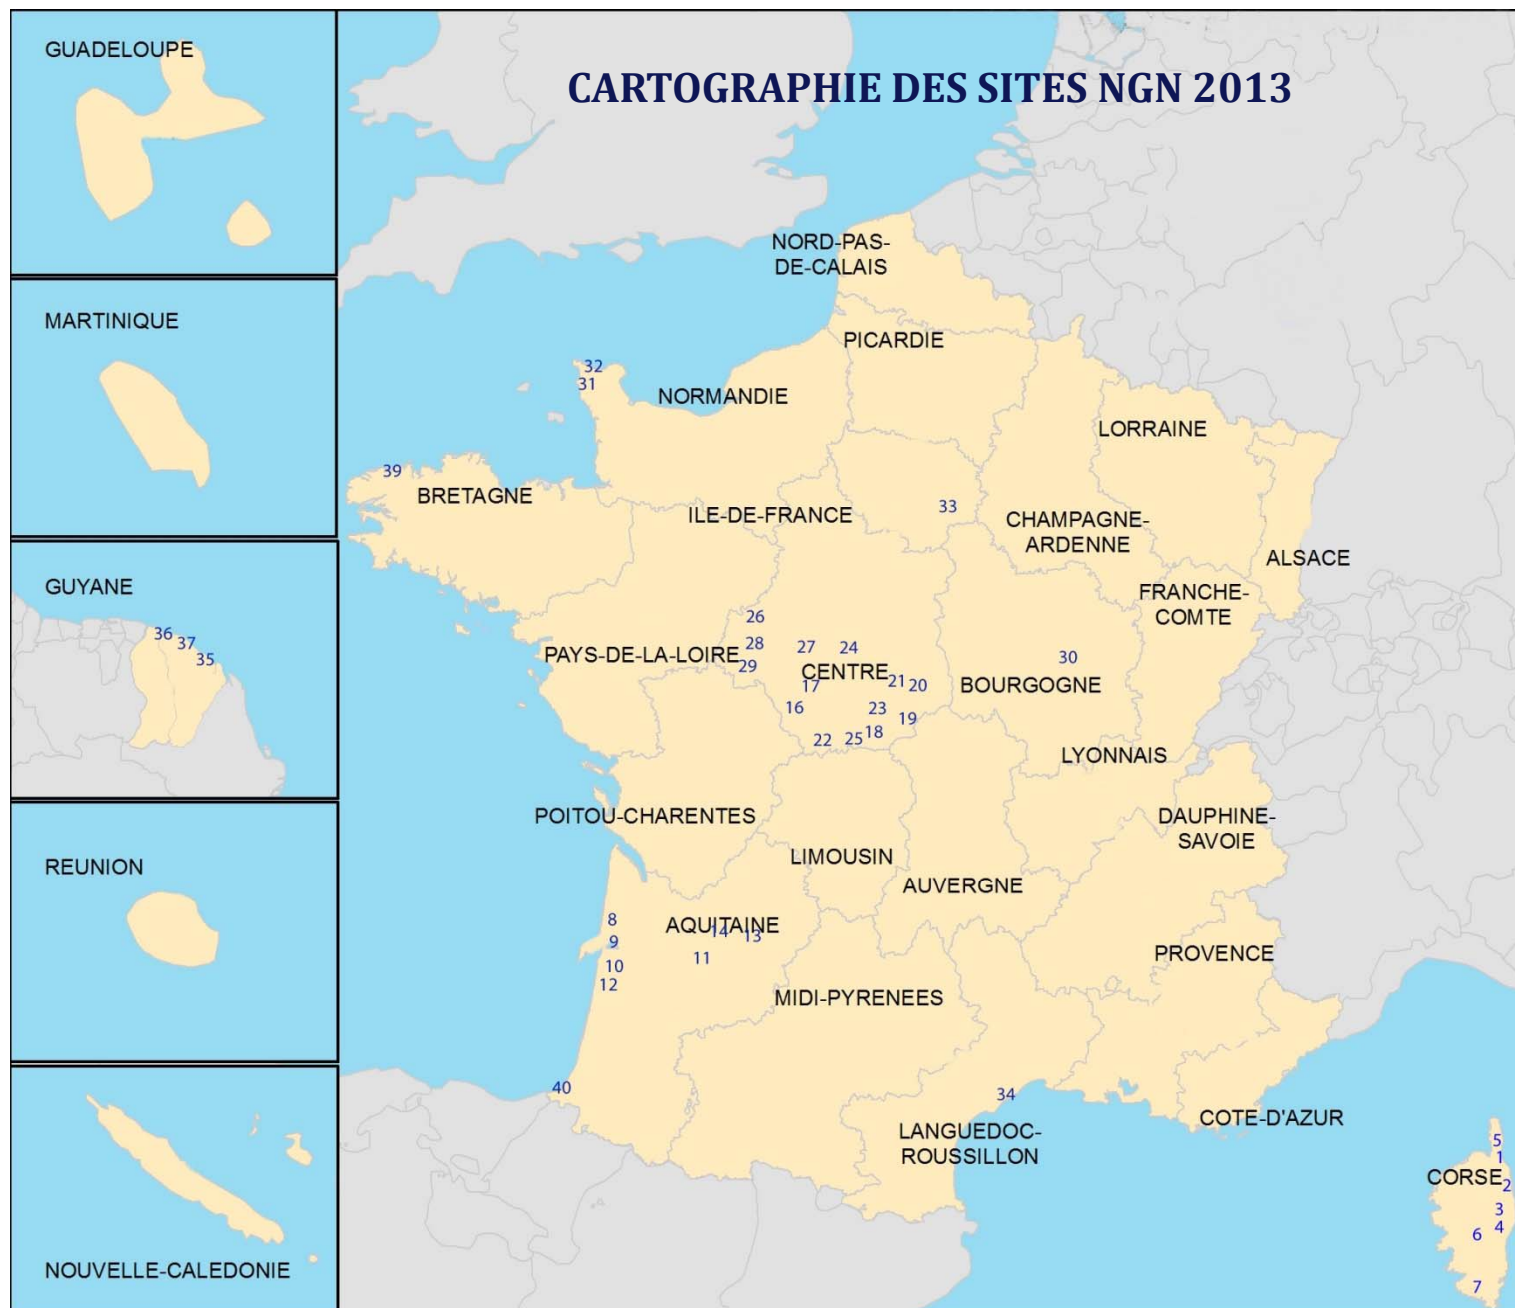 CARTOGRAPHIE DES SITES NGN 2013
GUADELOUPE
MARTINIQUE
GUYANE
36
37
35
REUNION
NOUVELLE-CALEDONIE
NORD-PAS-
DE-CALAIS
PICARDIE
32
31
NORMANDIE
LORRAINE
39
BRETAGNE
ILE-DE-FRANCE
33
CHAMPAGNE-
ARDENNE
ALSACE
FRANCHE-
COMTE
26
28
27
24
PAYS-DE-LA-LOIRE
29
CENTRE
30
17
21
20
BOURGOGNE
16
23
19
18
22
25
LYONNAIS
POITOU-CHARENTES
DAUPHINE-
SAVOIE
LIMOUSIN
AUVERGNE
8
AQUITAINE
14
13
9
11
10
12
PROVENCE
MIDI-PYRENEES
40
34
LANGUEDOC-
ROUSSILLON
COTE-D'AZUR
5
1
CORSE
2
3
4
6
7